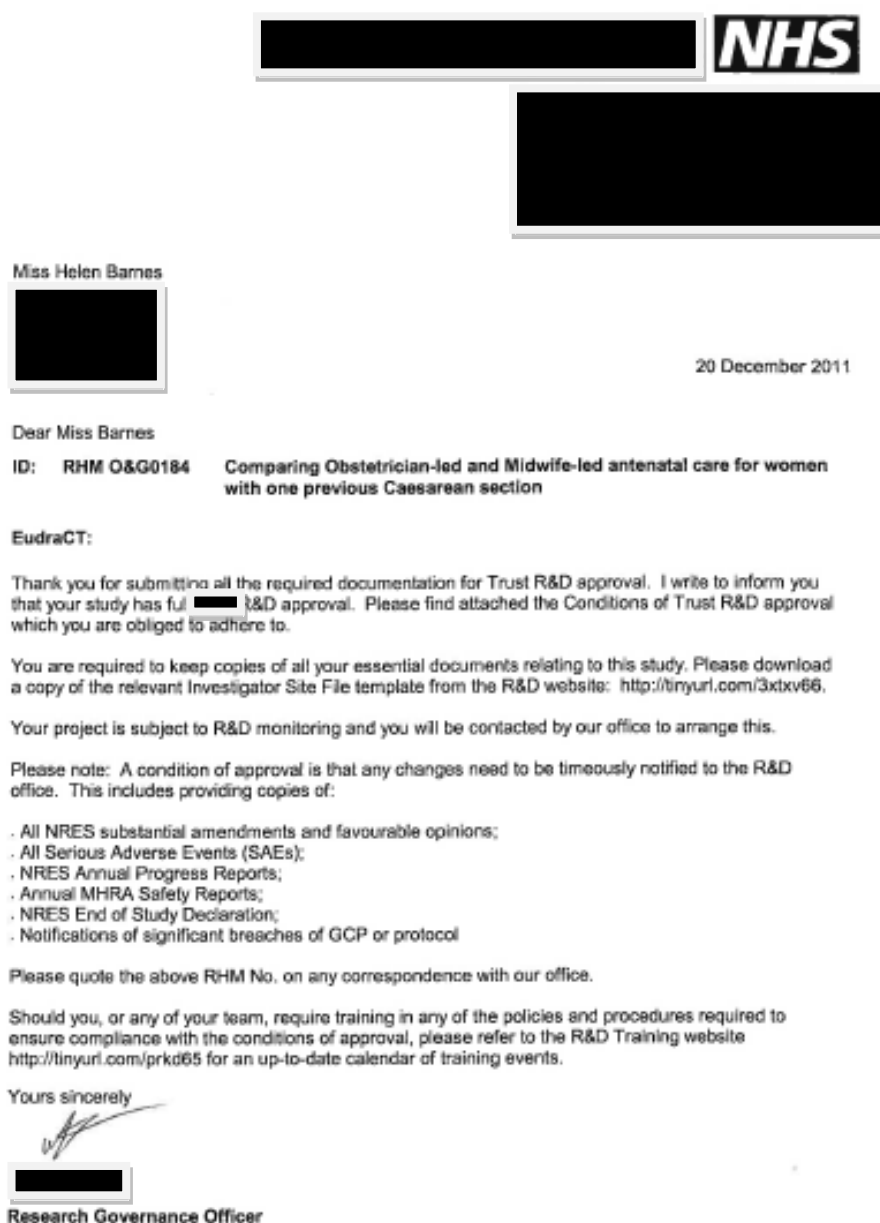 NHS
Miss Helen Barnes
20 December 2011
Dear Miss Barnes
ID: RHM O&G0184 Comparing Obstetrician-led and Midwife-led antenatal care for women
with one previous Caesarean section
EudraCT:
Thank you for submitting all the required documentation for Trust R&D approval. I write to inform you
that your study has ful R&D approval. Please find attached the Conditions of Trust R&D approval
which you are obliged to adhere to.
You are required to keep copies of all your essential documents relating to this study. Please download
a copy of the relevant Investigator Site File template from the R&D website: http://tinyurl.com/3xtxv66.
Your project is subject to R&D monitoring and you will be contacted by our office to arrange this.
Please note: A condition of approval is that any changes need to be timeously notified to the R&D
office. This includes providing copies of:
. All NRES substantial amendments and favourable opinions;
. All Serious Adverse Events (SAEs);
. NRES Annual Progress Reports;
. Annual MHRA Safety Reports;
. NRES End of Study Declaration;
. Notifications of significant breaches of GCP or protocol
Please quote the above RHM No. on any correspondence with our office.
Should you, or any of your team, require training in any of the policies and procedures required to
ensure compliance with the conditions of approval, please refer to the R&D Training website
http://tinyurl.com/prkd65 for an up-to-date calendar of training events.
Yours sincerely
Research Governance Officer